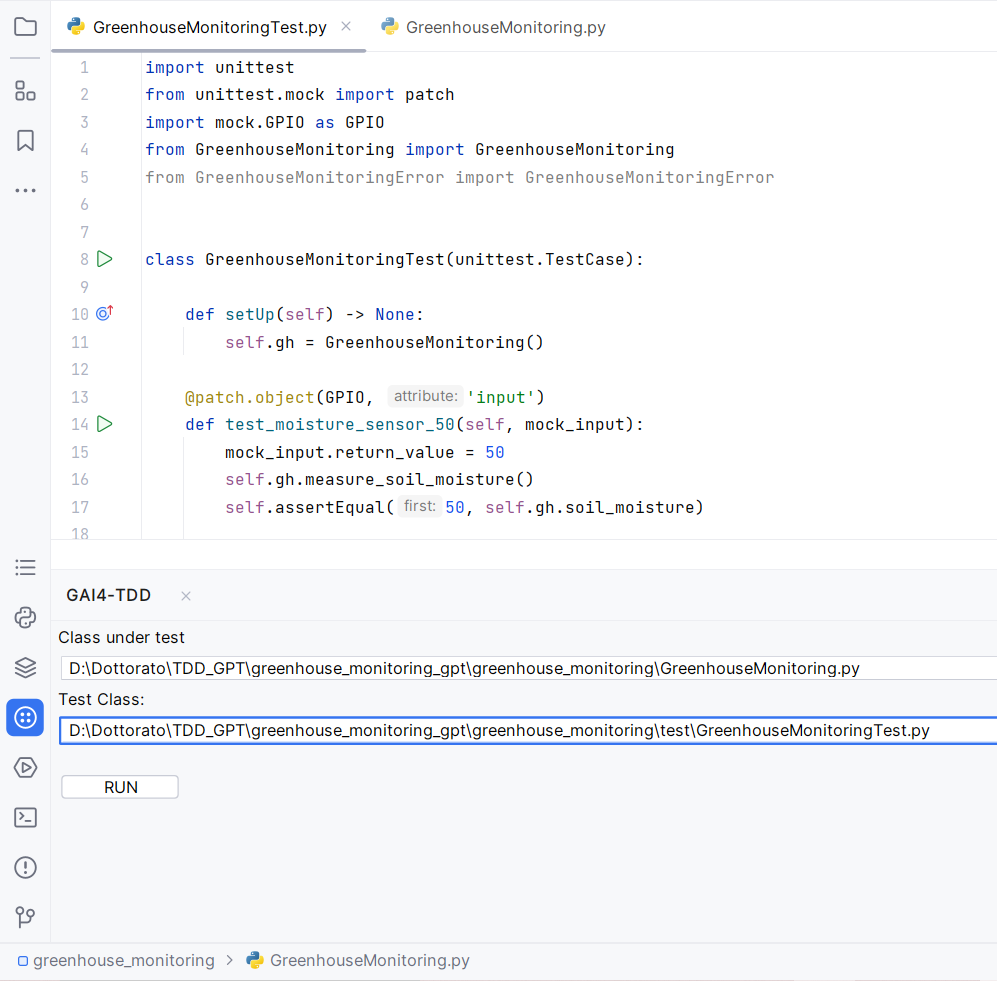 GreenhouseMonitoringTest.py GreenhouseMonitoring.py
1 import unittest
2 from unittest.mock import patch
3 import mock.GPIO as GPIO
4 from GreenhouseMonitoring import GreenhouseMonitoring
5 from GreenhouseMonitoringError import GreenhouseMonitoringError
6
7
8 class GreenhouseMonitoringTest(unittest.TestCase):
9
10 def setUp(self) -> None:
11 self.gh = GreenhouseMonitoring()
12
13 @patch.object(GPIO, attribute: 'input')
14 def test_moisture_sensor_50(self, mock_input):
15 mock_input.return_value = 50
16 self.gh.measure_soil_moisture()
17 self.assertEqual(first: 50, self.gh.soil_moisture)
18
GAI4-TDD
Class under test
D:\Dottorato\TDD_GPT\greenhouse_monitoring_gpt\greenhouse_monitoring\GreenhouseMonitoring.py
Test Class:
D:\Dottorato\TDD_GPT\greenhouse_monitoring_gpt\greenhouse_monitoring\test\GreenhouseMonitoringTest.py
RUN
greenhouse_monitoring > GreenhouseMonitoring.py